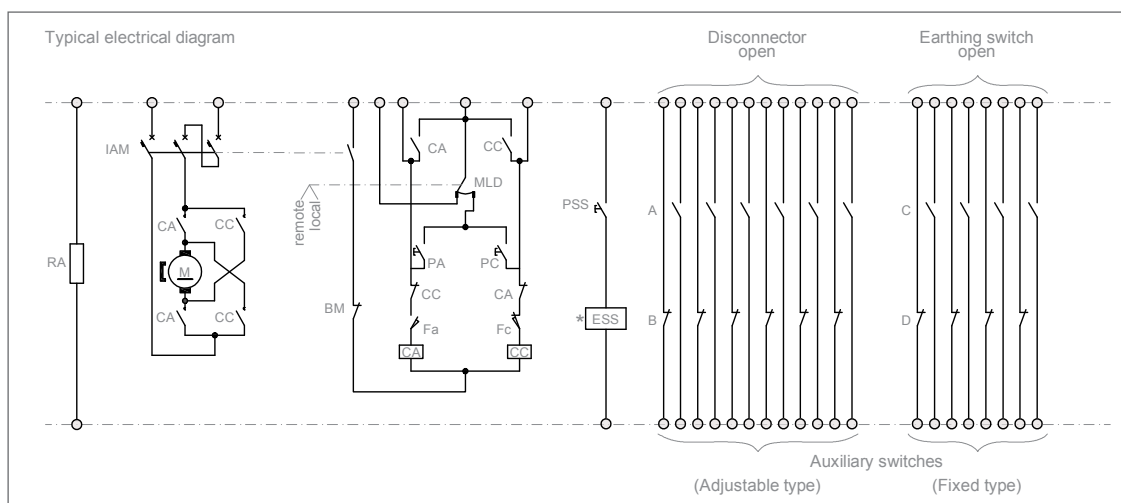 Typical electrical diagram
Disconnector
open
Earthing switch
open
IAM
CA
CC
MLD
remote
local
PSS
A
C
CA
CC
RA
M
PA
PC
CC
CA
BM
* ESS
B
D
CA
CC
Fa
Fc
CA
CC
Auxiliary switches
(Adjustable type)
(Fixed type)